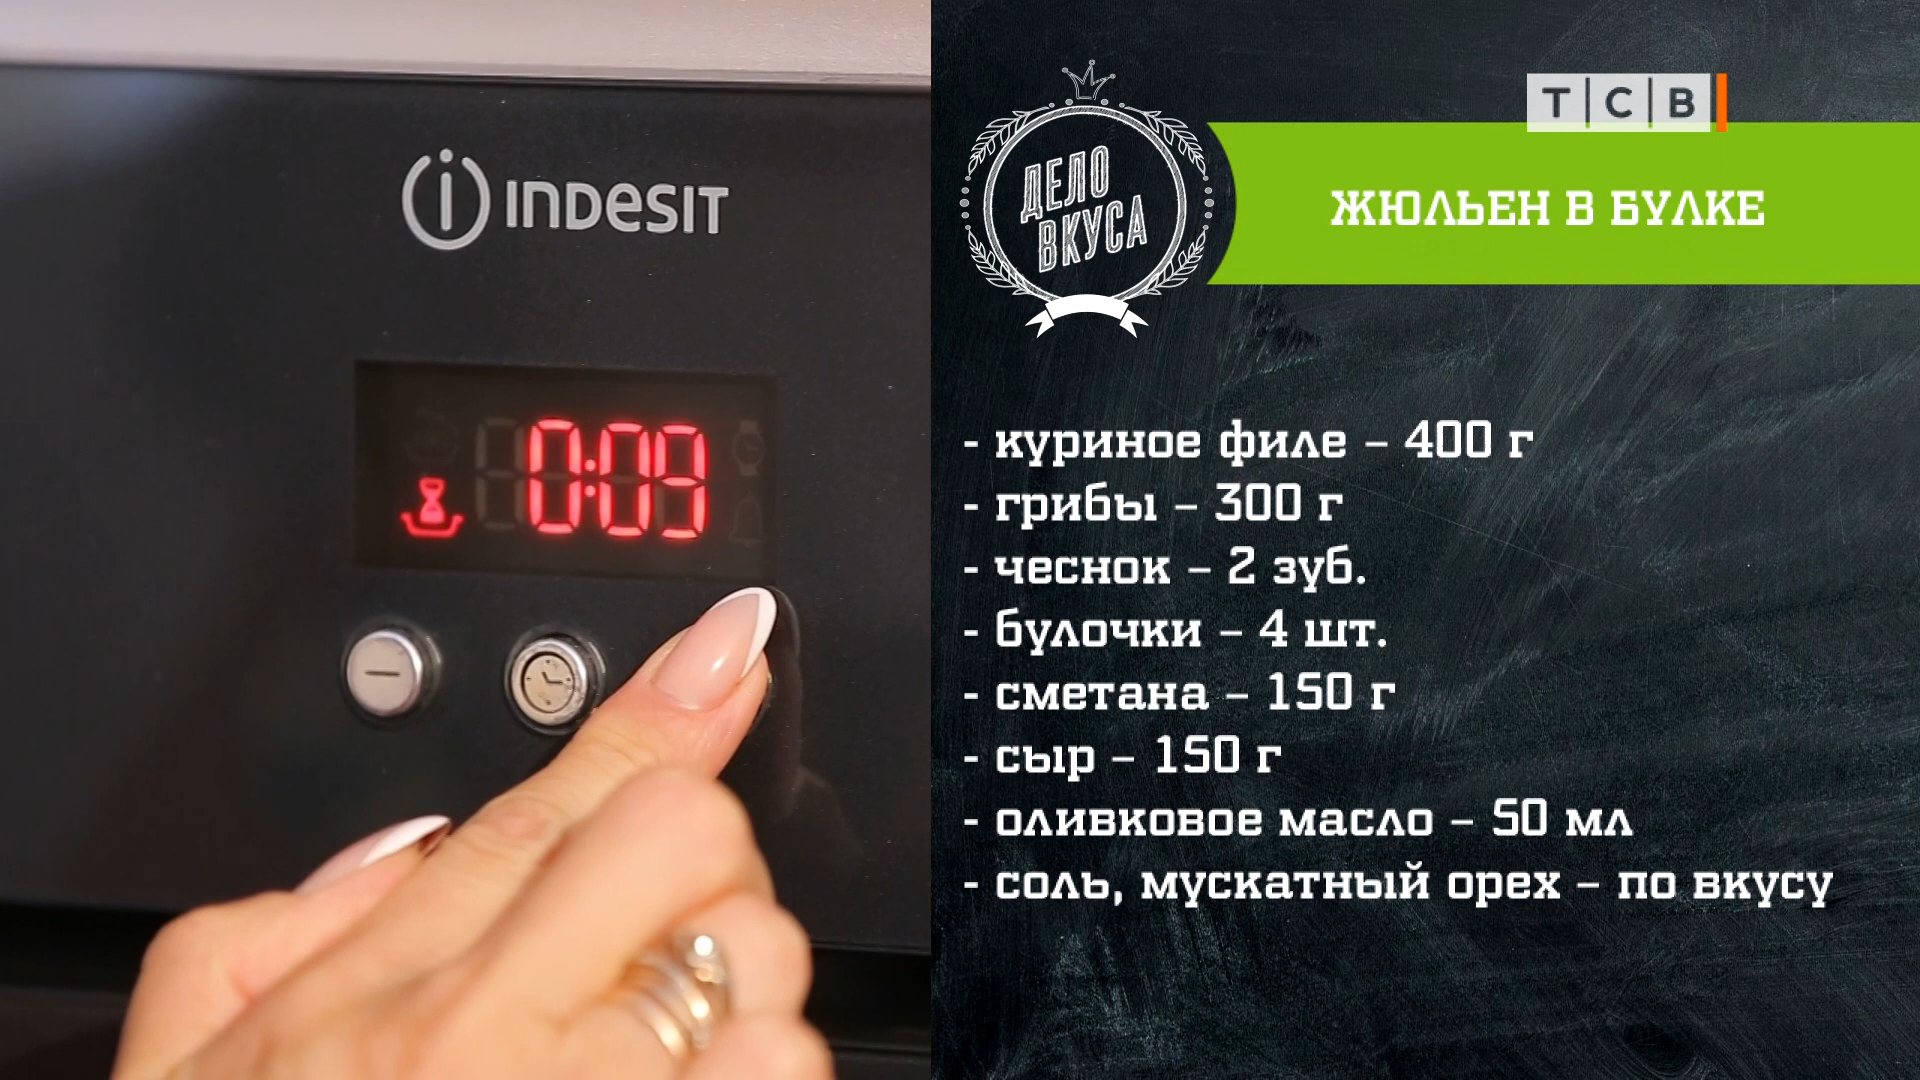 INDESIT
0:09
ТСВ
ДЕЛО
ВКУСА
ЖЮЛЬЕН В БУЛКЕ
- куриное филе – 400 г
- грибы – 300 г
- чеснок – 2 зуб.
- булочки – 4 шт.
- сметана – 150 г
- сыр – 150 г
- оливковое масло – 50 мл
- соль, мускатный орех – по вкусу